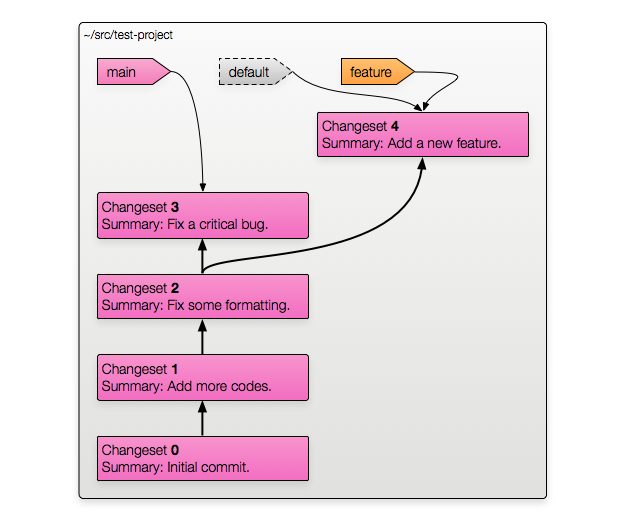 ~/src/test-project
main
default
feature
Changeset 4
Summary: Add a new feature.
Changeset 3
Summary: Fix a critical bug.
Changeset 2
Summary: Fix some formatting.
Changeset 1
Summary: Add more codes.
Changeset 0
Summary: Initial commit.